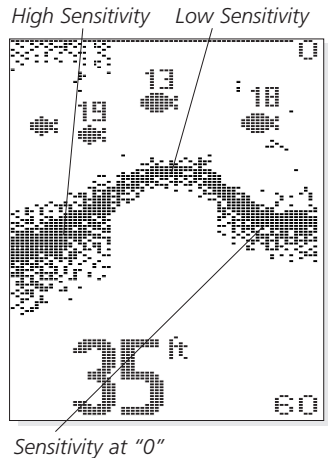 High Sensitivity Low Sensitivity
0
13
19 18
35 ft
60
Sensitivity at “0”